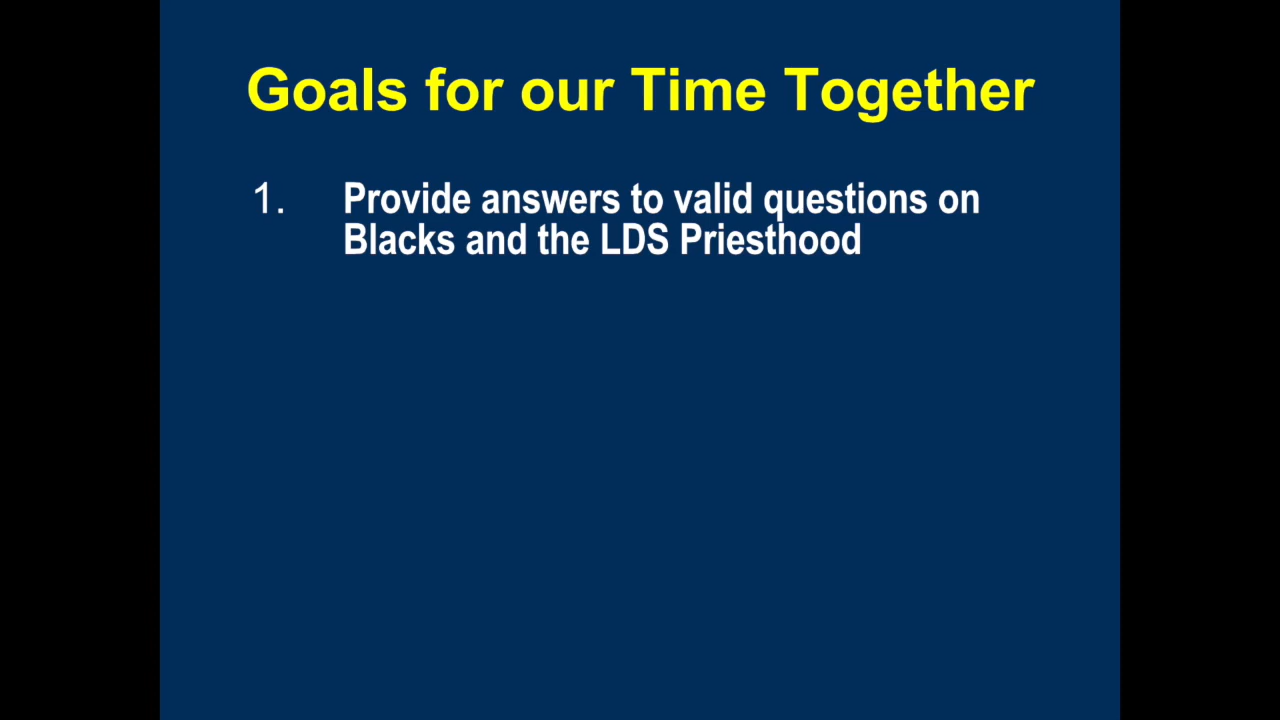 Goals for our Time Together
1. Provide answers to valid questions on
Blacks and the LDS Priesthood